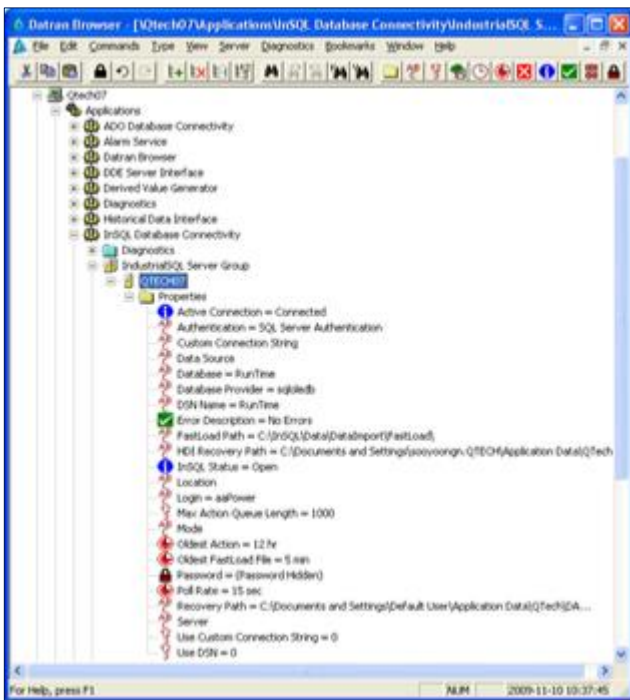 Datran Browser - [\Qtech07\Applications\InSQL Database Connectivity\IndustrialSQL S...
File Edit Commands Type View Server Diagnostics Bookmarks Window Help
Qtech07
Applications
ADO Database Connectivity
Alarm Service
Datran Browser
DDE Server Interface
Derived Value Generator
Diagnostics
Historical Data Interface
InSQL Database Connectivity
Diagnostics
IndustrialSQL Server Group
QTECH07
Properties
Active Connection = Connected
Authentication = SQL Server Authentication
Custom Connection String
Data Source
Database = RunTime
Database Provider = sqloledb
DSN Name = RunTime
Error Description = No Errors
FastLoad Path = C:\InSQL\Data\DataImport\FastLoad\
HDI Recovery Path = C:\Documents and Settings\sooyoongn.QTECH\Application Data\QTech
InSQL Status = Open
Location
Login = aaPower
Max Action Queue Length = 1000
Mode
Oldest Action = 12 hr
Oldest FastLoad File = 5 min
Password = (Password Hidden)
Poll Rate = 15 sec
Recovery Path = C:\Documents and Settings\Default User\Application Data\QTech\DA...
Server
Use Custom Connection String = 0
Use DSN = 0
For Help, press F1
NUM
2009-11-10 10:37:45